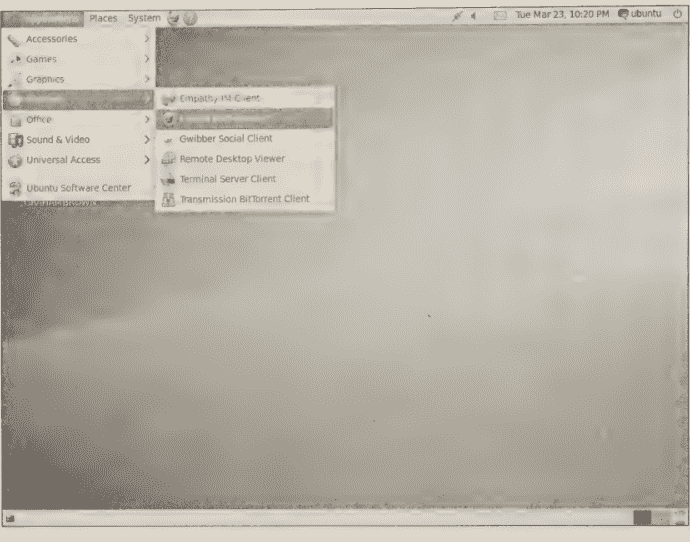 Places System Tue Mar 23, 10:20 PM ubuntu
Accessories
Games
Graphics
Empathy IM Client
Office
Gwibber Social Client
Sound & Video
Remote Desktop Viewer
Universal Access
Terminal Server Client
Ubuntu Software Center
Transmission BitTorrent Client